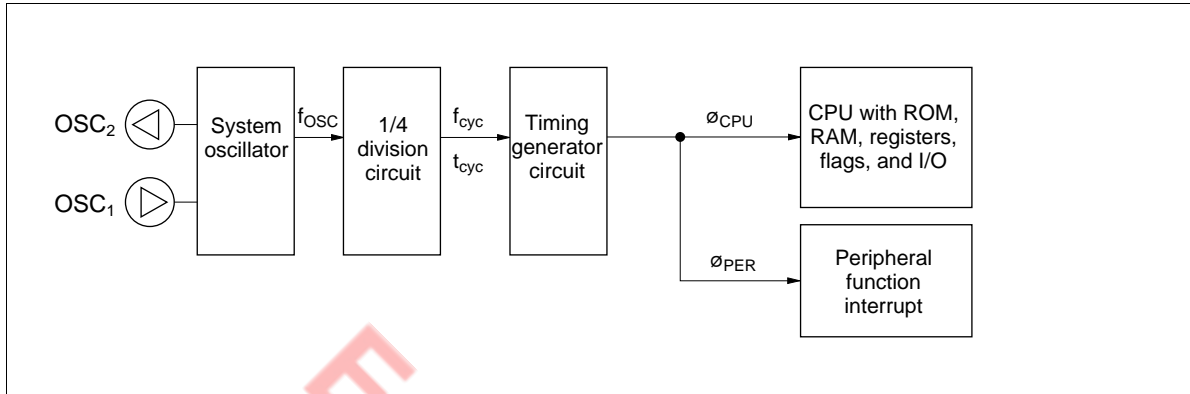 OSC2
OSC1
System
oscillator
fOSC
1/4
division
circuit
fcyc
tcyc
Timing
generator
circuit
øCPU
CPU with ROM,
RAM, registers,
flags, and I/O
øPER
Peripheral
function
interrupt
E